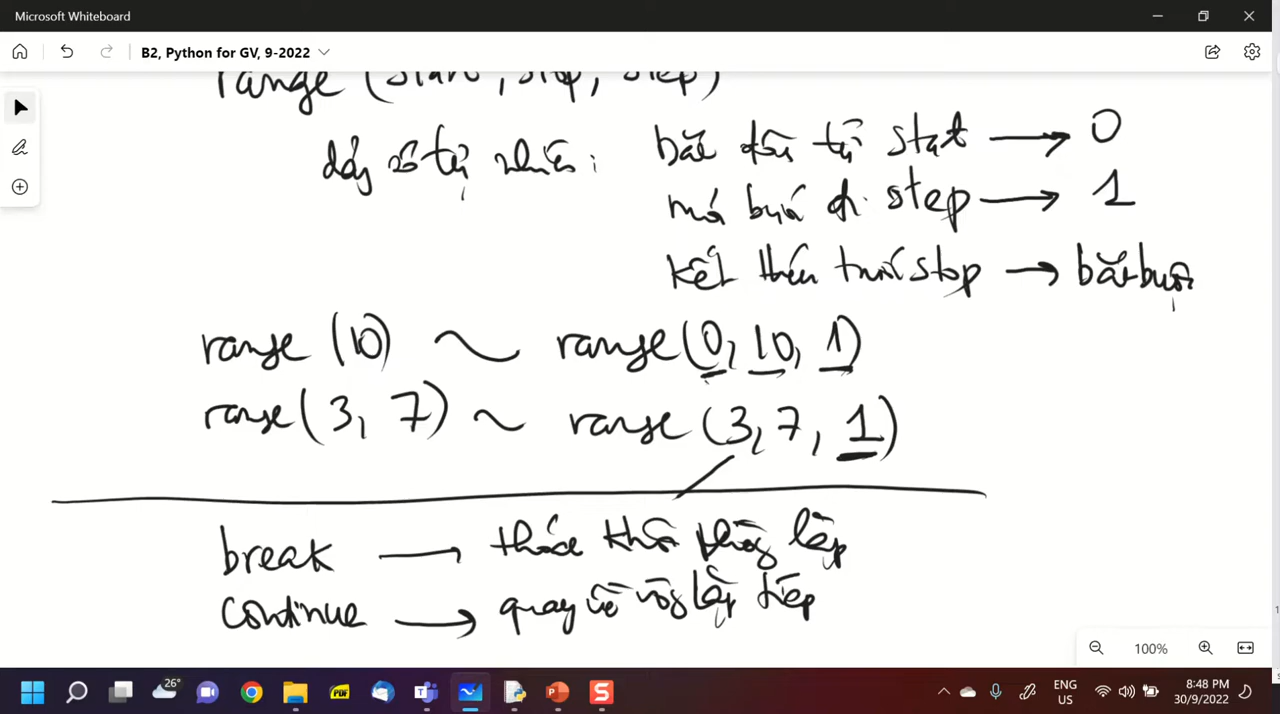 Microsoft Whiteboard
B2, Python for GV, 9-2022
range (start, stop, step)
dãy số tự nhiên: bắt đầu từ start → 0
mỗi bước đi step → 1
kết thúc trước stop → bắt buộc
range (10) ~ range(0, 10, 1)
range(3, 7) ~ range (3, 7, 1)
break → thoát khỏi vòng lặp
continue → quay về vòng lặp tiếp
100%
26°
PDF
ENG
US
8:48 PM
30/9/2022